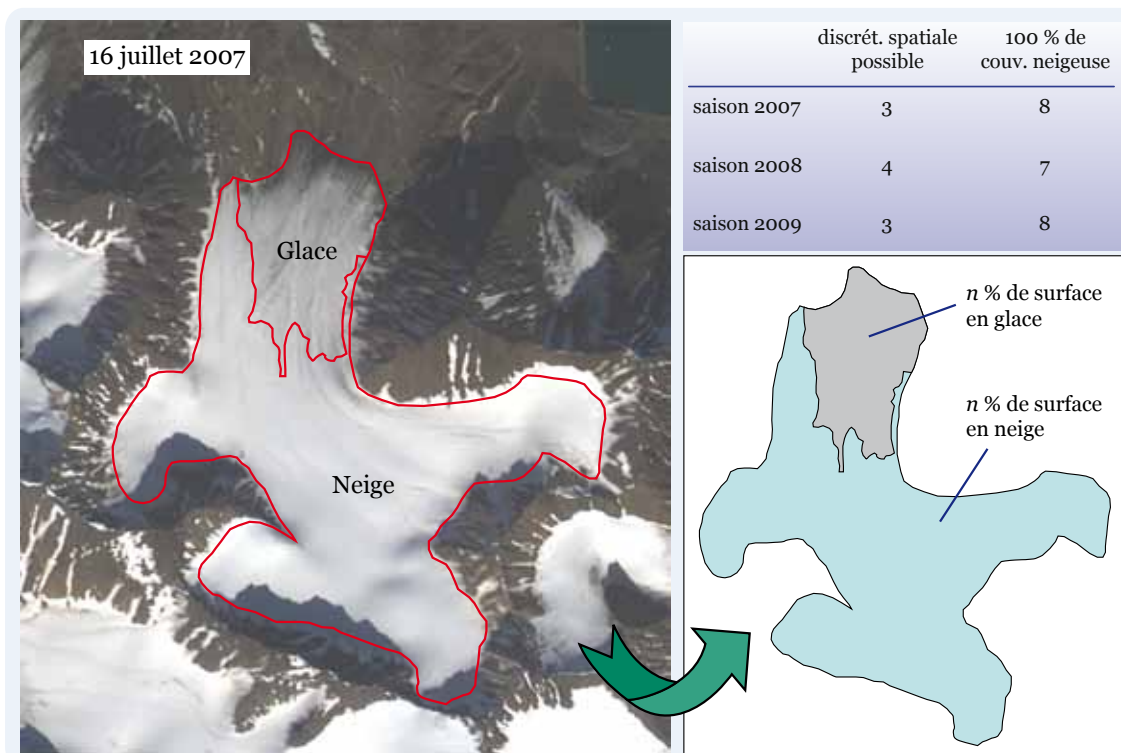 16 juillet 2007
Glace
Neige
discrét. spatiale possible 100 % de couv. neigeuse
saison 2007 3 8
saison 2008 4 7
saison 2009 3 8
n % de surface
en glace
n % de surface
en neige